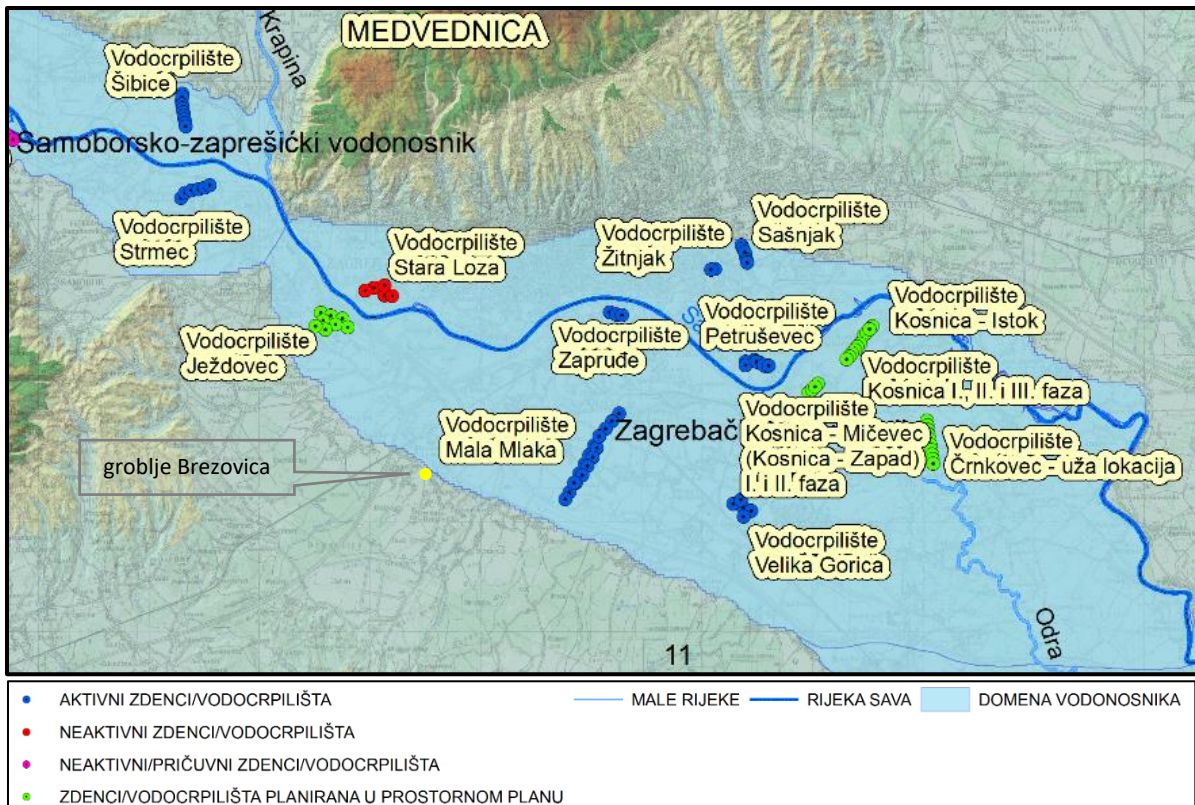 MEDVEDNICA
Krapina
Vodocrpilište
Šibice
Samoborsko-zaprešićki vodonosnik
Vodocrpilište
Strmec
Vodocrpilište
Stara Loza
Vodocrpilište
Žitnjak
Vodocrpilište
Sašnjak
Vodocrpilište
Ježdovec
Vodocrpilište
Zapruđe
Vodocrpilište
Petruševec
Vodocrpilište
Kosnica - Istok
Vodocrpilište
Kosnica I., II. i III. faza
Vodocrpilište
Mala Mlaka
Zagrebač
Vodocrpilište
Kosnica - Mičevec
(Kosnica - Zapad)
I. i II. faza
Vodocrpilište
Črnkovec - uža lokacija
groblje Brezovica
Vodocrpilište
Velika Gorica
Odra
11
AKTIVNI ZDENCI/VODOCRPILIŠTA
MALE RIJEKE
RIJEKA SAVA
DOMENA VODONOSNIKA
NEAKTIVNI ZDENCI/VODOCRPILIŠTA
NEAKTIVNI/PRIČUVNI ZDENCI/VODOCRPILIŠTA
ZDENCI/VODOCRPILIŠTA PLANIRANA U PROSTORNOM PLANU